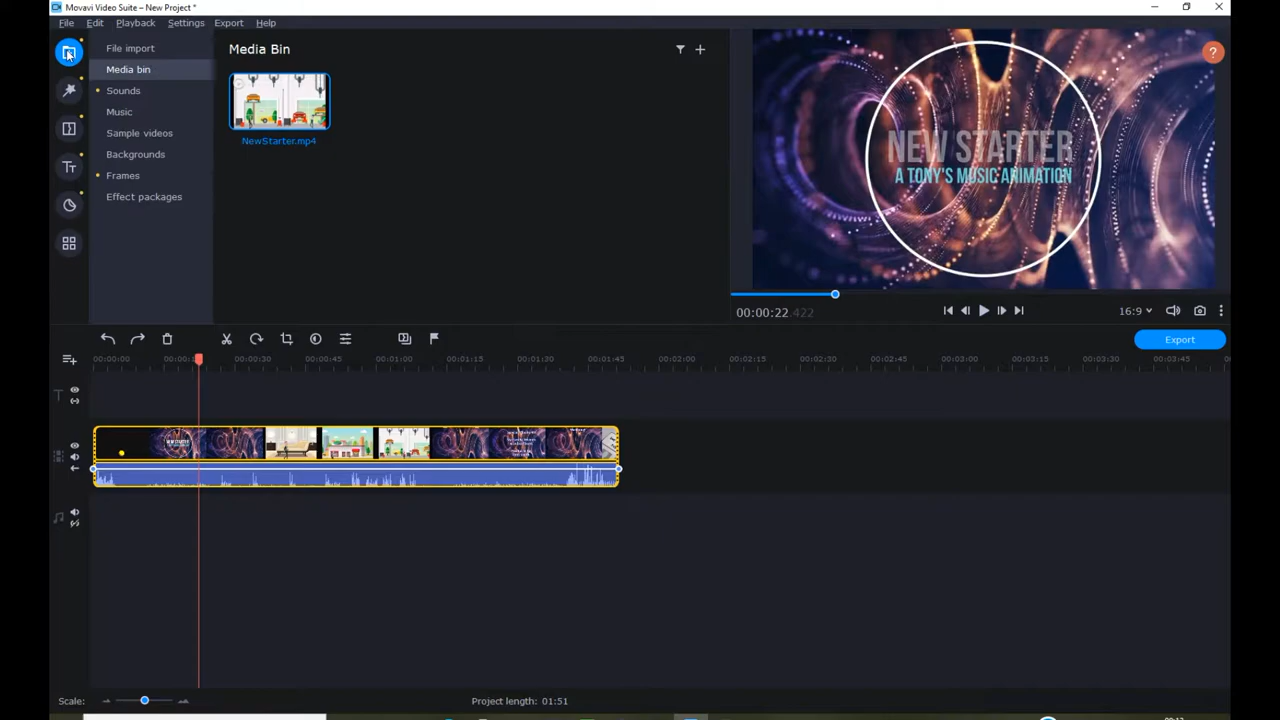 Movavi Video Suite – New Project *
File Edit Playback Settings Export Help
File import
Media bin
Sounds
Music
Sample videos
Backgrounds
Frames
Effect packages
Media Bin
NewStarter.mp4
NEW STARTER
A TONY'S MUSIC ANIMATION
?
00:00:22.422
16:9
Export
00:00:00 00:00:30 00:00:45 00:01:00 00:01:15 00:01:30 00:01:45 00:02:00 00:02:15 00:02:30 00:02:45 00:03:00 00:03:15 00:03:30 00:03:45
Scale:
Project length: 01:51